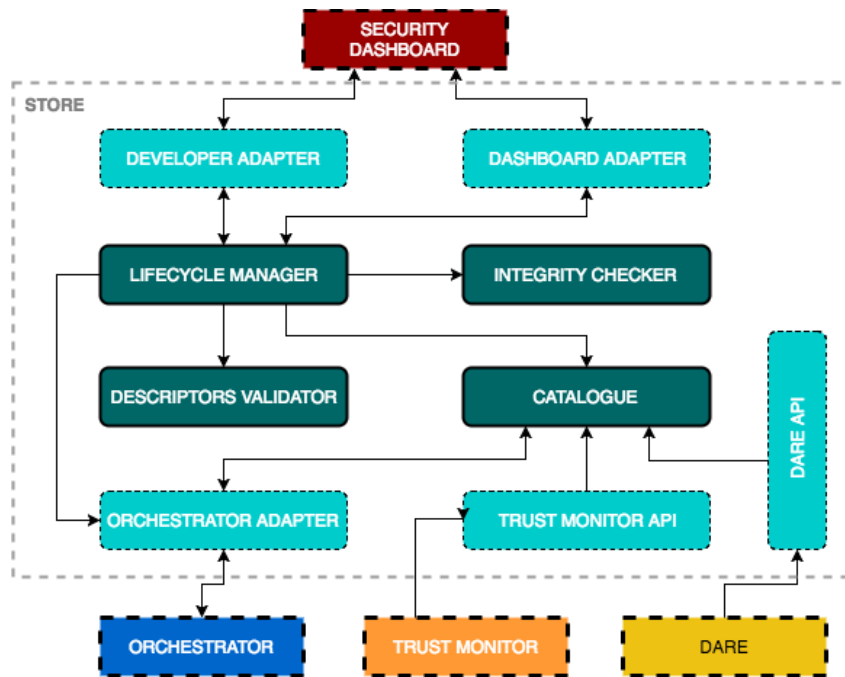 SECURITY
DASHBOARD
STORE
DEVELOPER ADAPTER
DASHBOARD ADAPTER
LIFECYCLE MANAGER
INTEGRITY CHECKER
DESCRIPTORS VALIDATOR
CATALOGUE
DARE API
ORCHESTRATOR ADAPTER
TRUST MONITOR API
ORCHESTRATOR
TRUST MONITOR
DARE